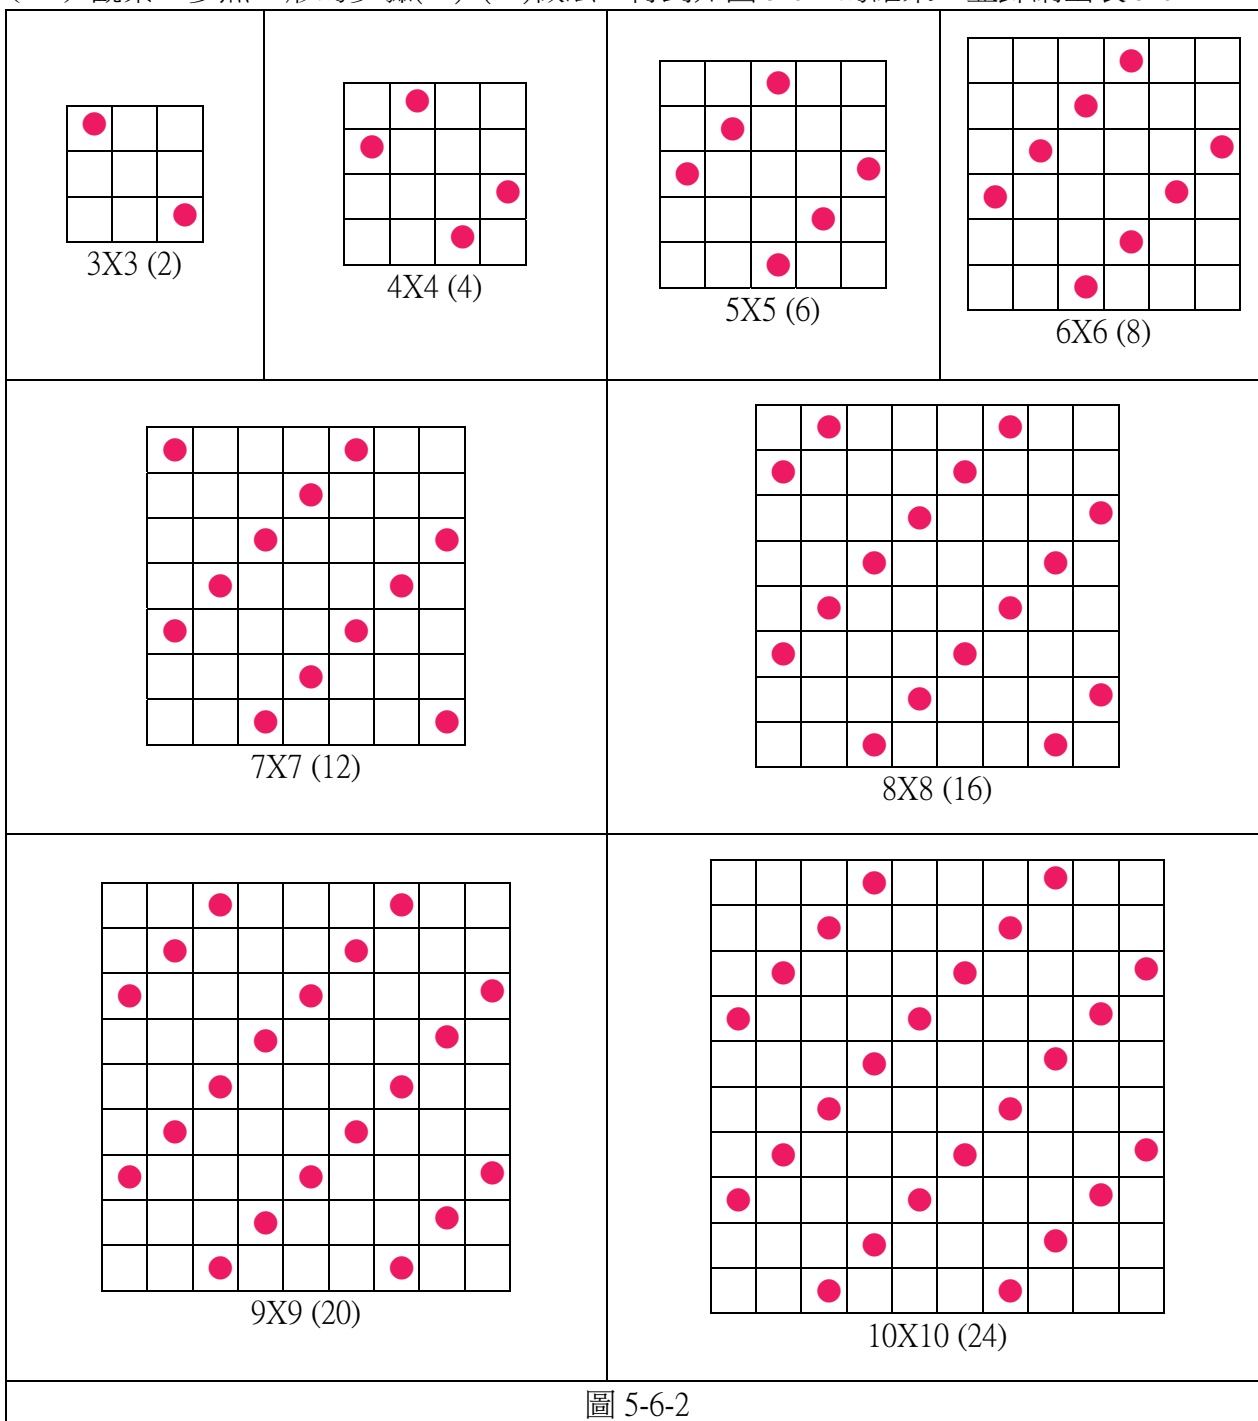 3X3 (2)
4X4 (4)
5X5 (6)
6X6 (8)
7X7 (12)
8X8 (16)
9X9 (20)
10X10 (24)
圖 5-6-2